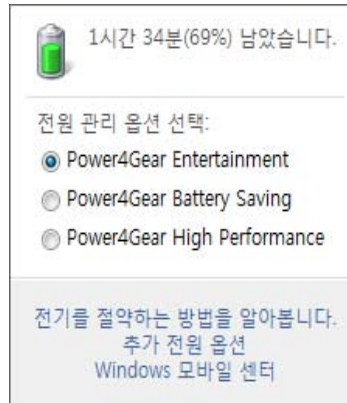 1시간 34분(69%) 남았습니다.
전원 관리 옵션 선택:
Power4Gear Entertainment
Power4Gear Battery Saving
Power4Gear High Performance
전기를 절약하는 방법을 알아봅니다.
추가 전원 옵션
Windows 모바일 센터